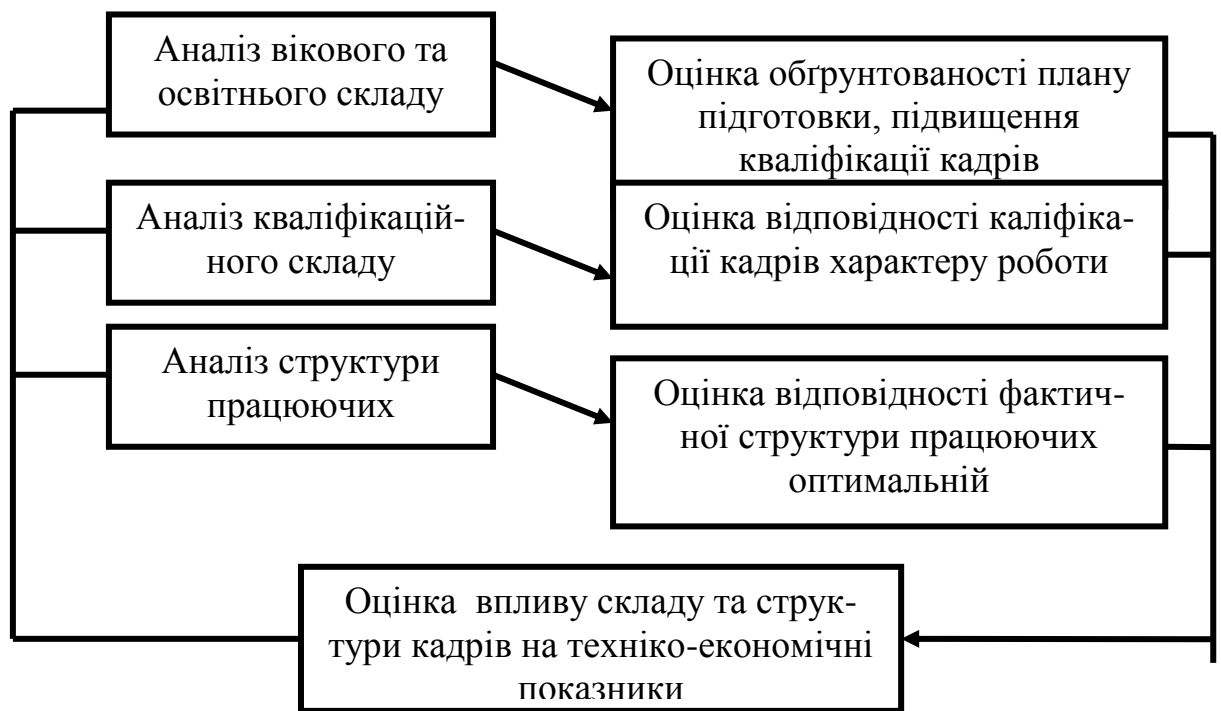 Аналіз вікового та
освітнього складу
Оцінка обґрунтованості плану
підготовки, підвищення
кваліфікації кадрів
Аналіз кваліфікацій-
ного складу
Оцінка відповідності каліфіка-
ції кадрів характеру роботи
Аналіз структури
працюючих
Оцінка відповідності фактич-
ної структури працюючих
оптимальній
Оцінка впливу складу та струк-
тури кадрів на техніко-економічні
показники